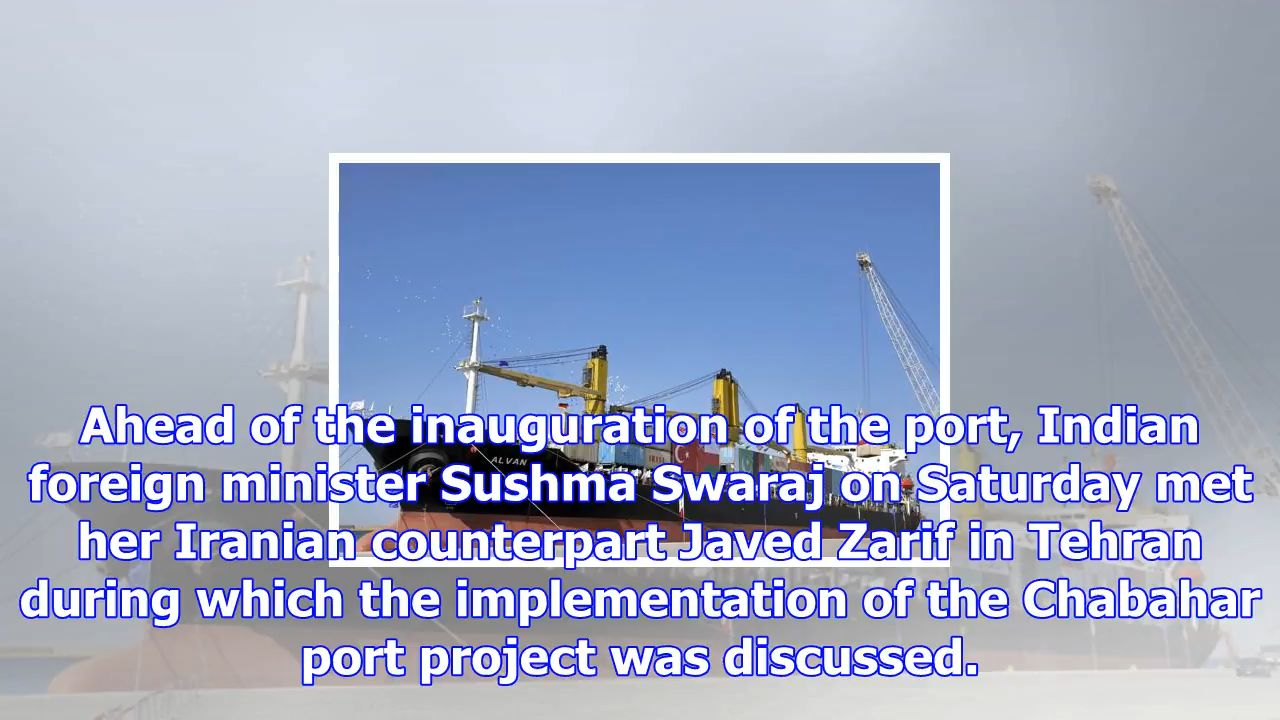 ALVAN
Ahead of the inauguration of the port, Indian
foreign minister Sushma Swaraj on Saturday met
her Iranian counterpart Javed Zarif in Tehran
during which the implementation of the Chabahar
port project was discussed.